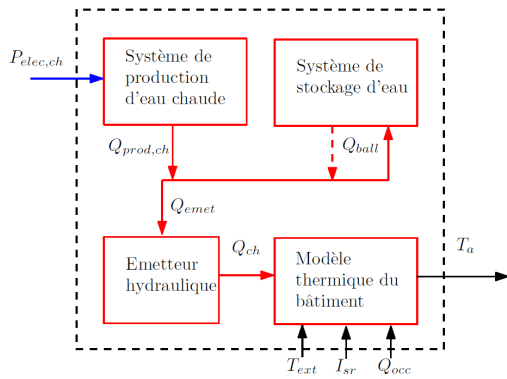 P_{elec,ch}
Système de
production
d'eau chaude
Système de
stockage d'eau
Q_{prod,ch}
Q_{ball}
Q_{emet}
Emetteur
hydraulique
Q_{ch}
Modèle
thermique du
bâtiment
T_a
T_{ext}
I_{sr}
Q_{occ}